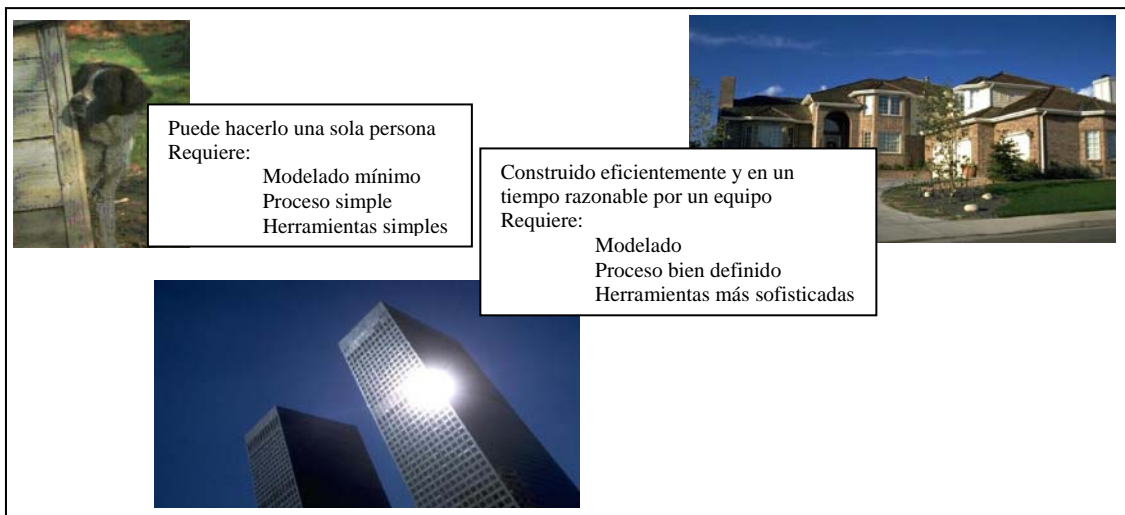 Puede hacerlo una sola persona
Requiere:
Modelado mínimo
Proceso simple
Herramientas simples
Construido eficientemente y en un
tiempo razonable por un equipo
Requiere:
Modelado
Proceso bien definido
Herramientas más sofisticadas